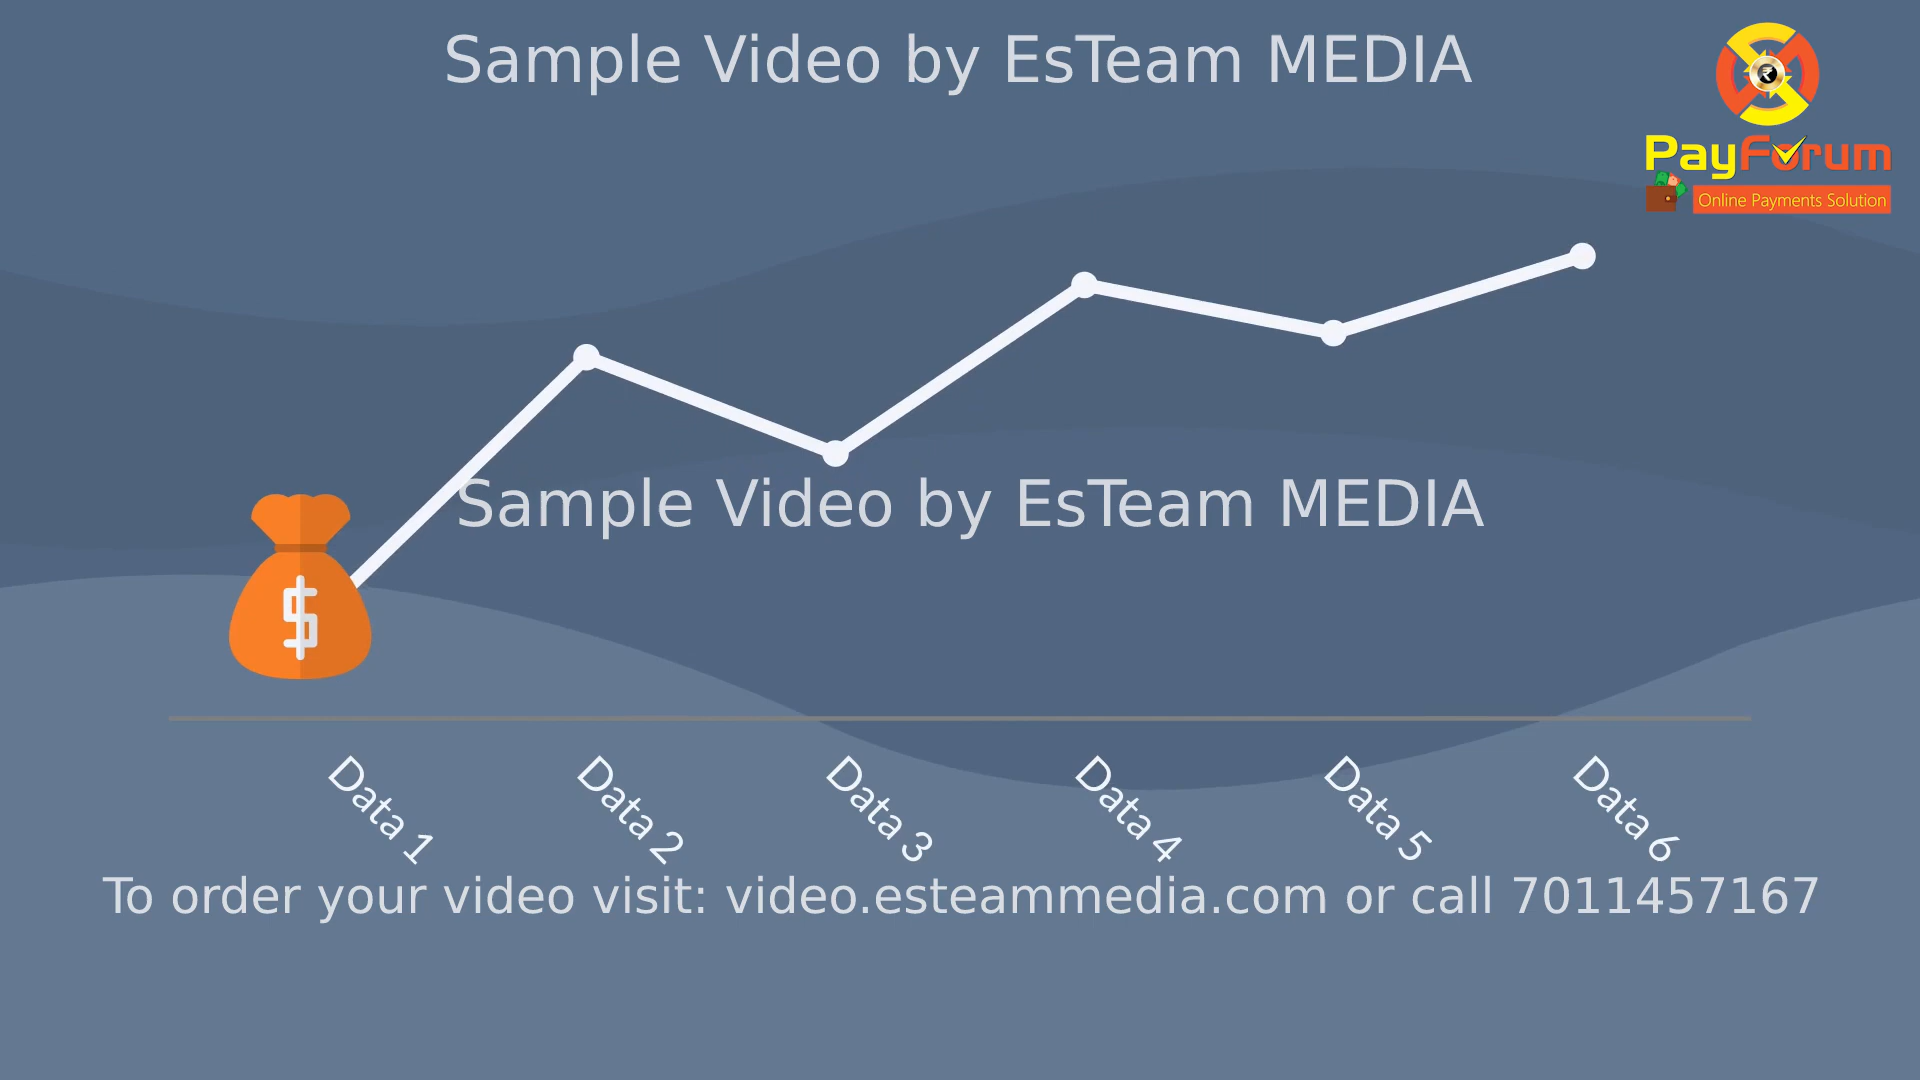 Sample Video by EsTeam MEDIA
PayForum
Online Payments Solution
Sample Video by EsTeam MEDIA
$
Data 1
Data 2
Data 3
Data 4
Data 5
Data 6
To order your video visit: video.esteammedia.com or call 7011457167